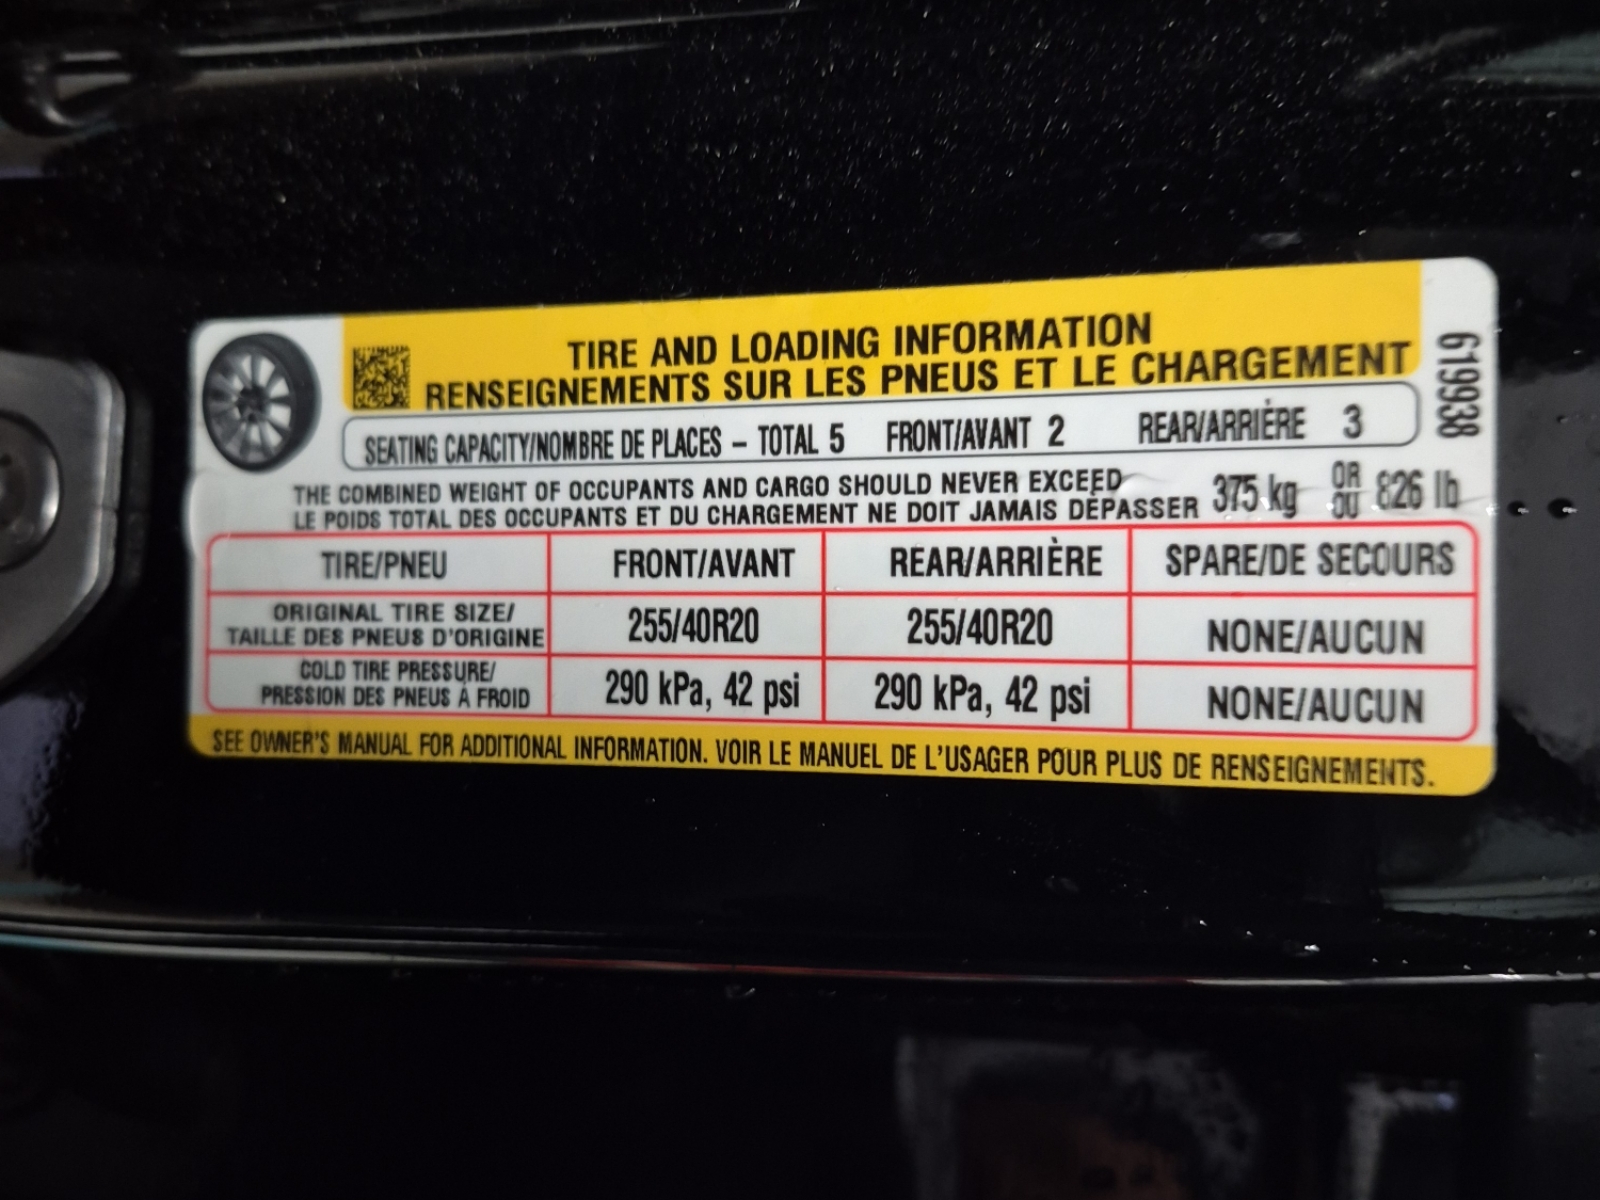 TIRE AND LOADING INFORMATION
RENSEIGNEMENTS SUR LES PNEUS ET LE CHARGEMENT
619938
SEATING CAPACITY/NOMBRE DE PLACES – TOTAL 5 FRONT/AVANT 2 REAR/ARRIÈRE 3
THE COMBINED WEIGHT OF OCCUPANTS AND CARGO SHOULD NEVER EXCEED
LE POIDS TOTAL DES OCCUPANTS ET DU CHARGEMENT NE DOIT JAMAIS DÉPASSER
375 kg OR OU 826 lb
TIRE/PNEU FRONT/AVANT REAR/ARRIÈRE SPARE/DE SECOURS
ORIGINAL TIRE SIZE/
TAILLE DES PNEUS D'ORIGINE
255/40R20 255/40R20 NONE/AUCUN
COLD TIRE PRESSURE/
PRESSION DES PNEUS À FROID
290 kPa, 42 psi 290 kPa, 42 psi NONE/AUCUN
SEE OWNER'S MANUAL FOR ADDITIONAL INFORMATION. VOIR LE MANUEL DE L'USAGER POUR PLUS DE RENSEIGNEMENTS.